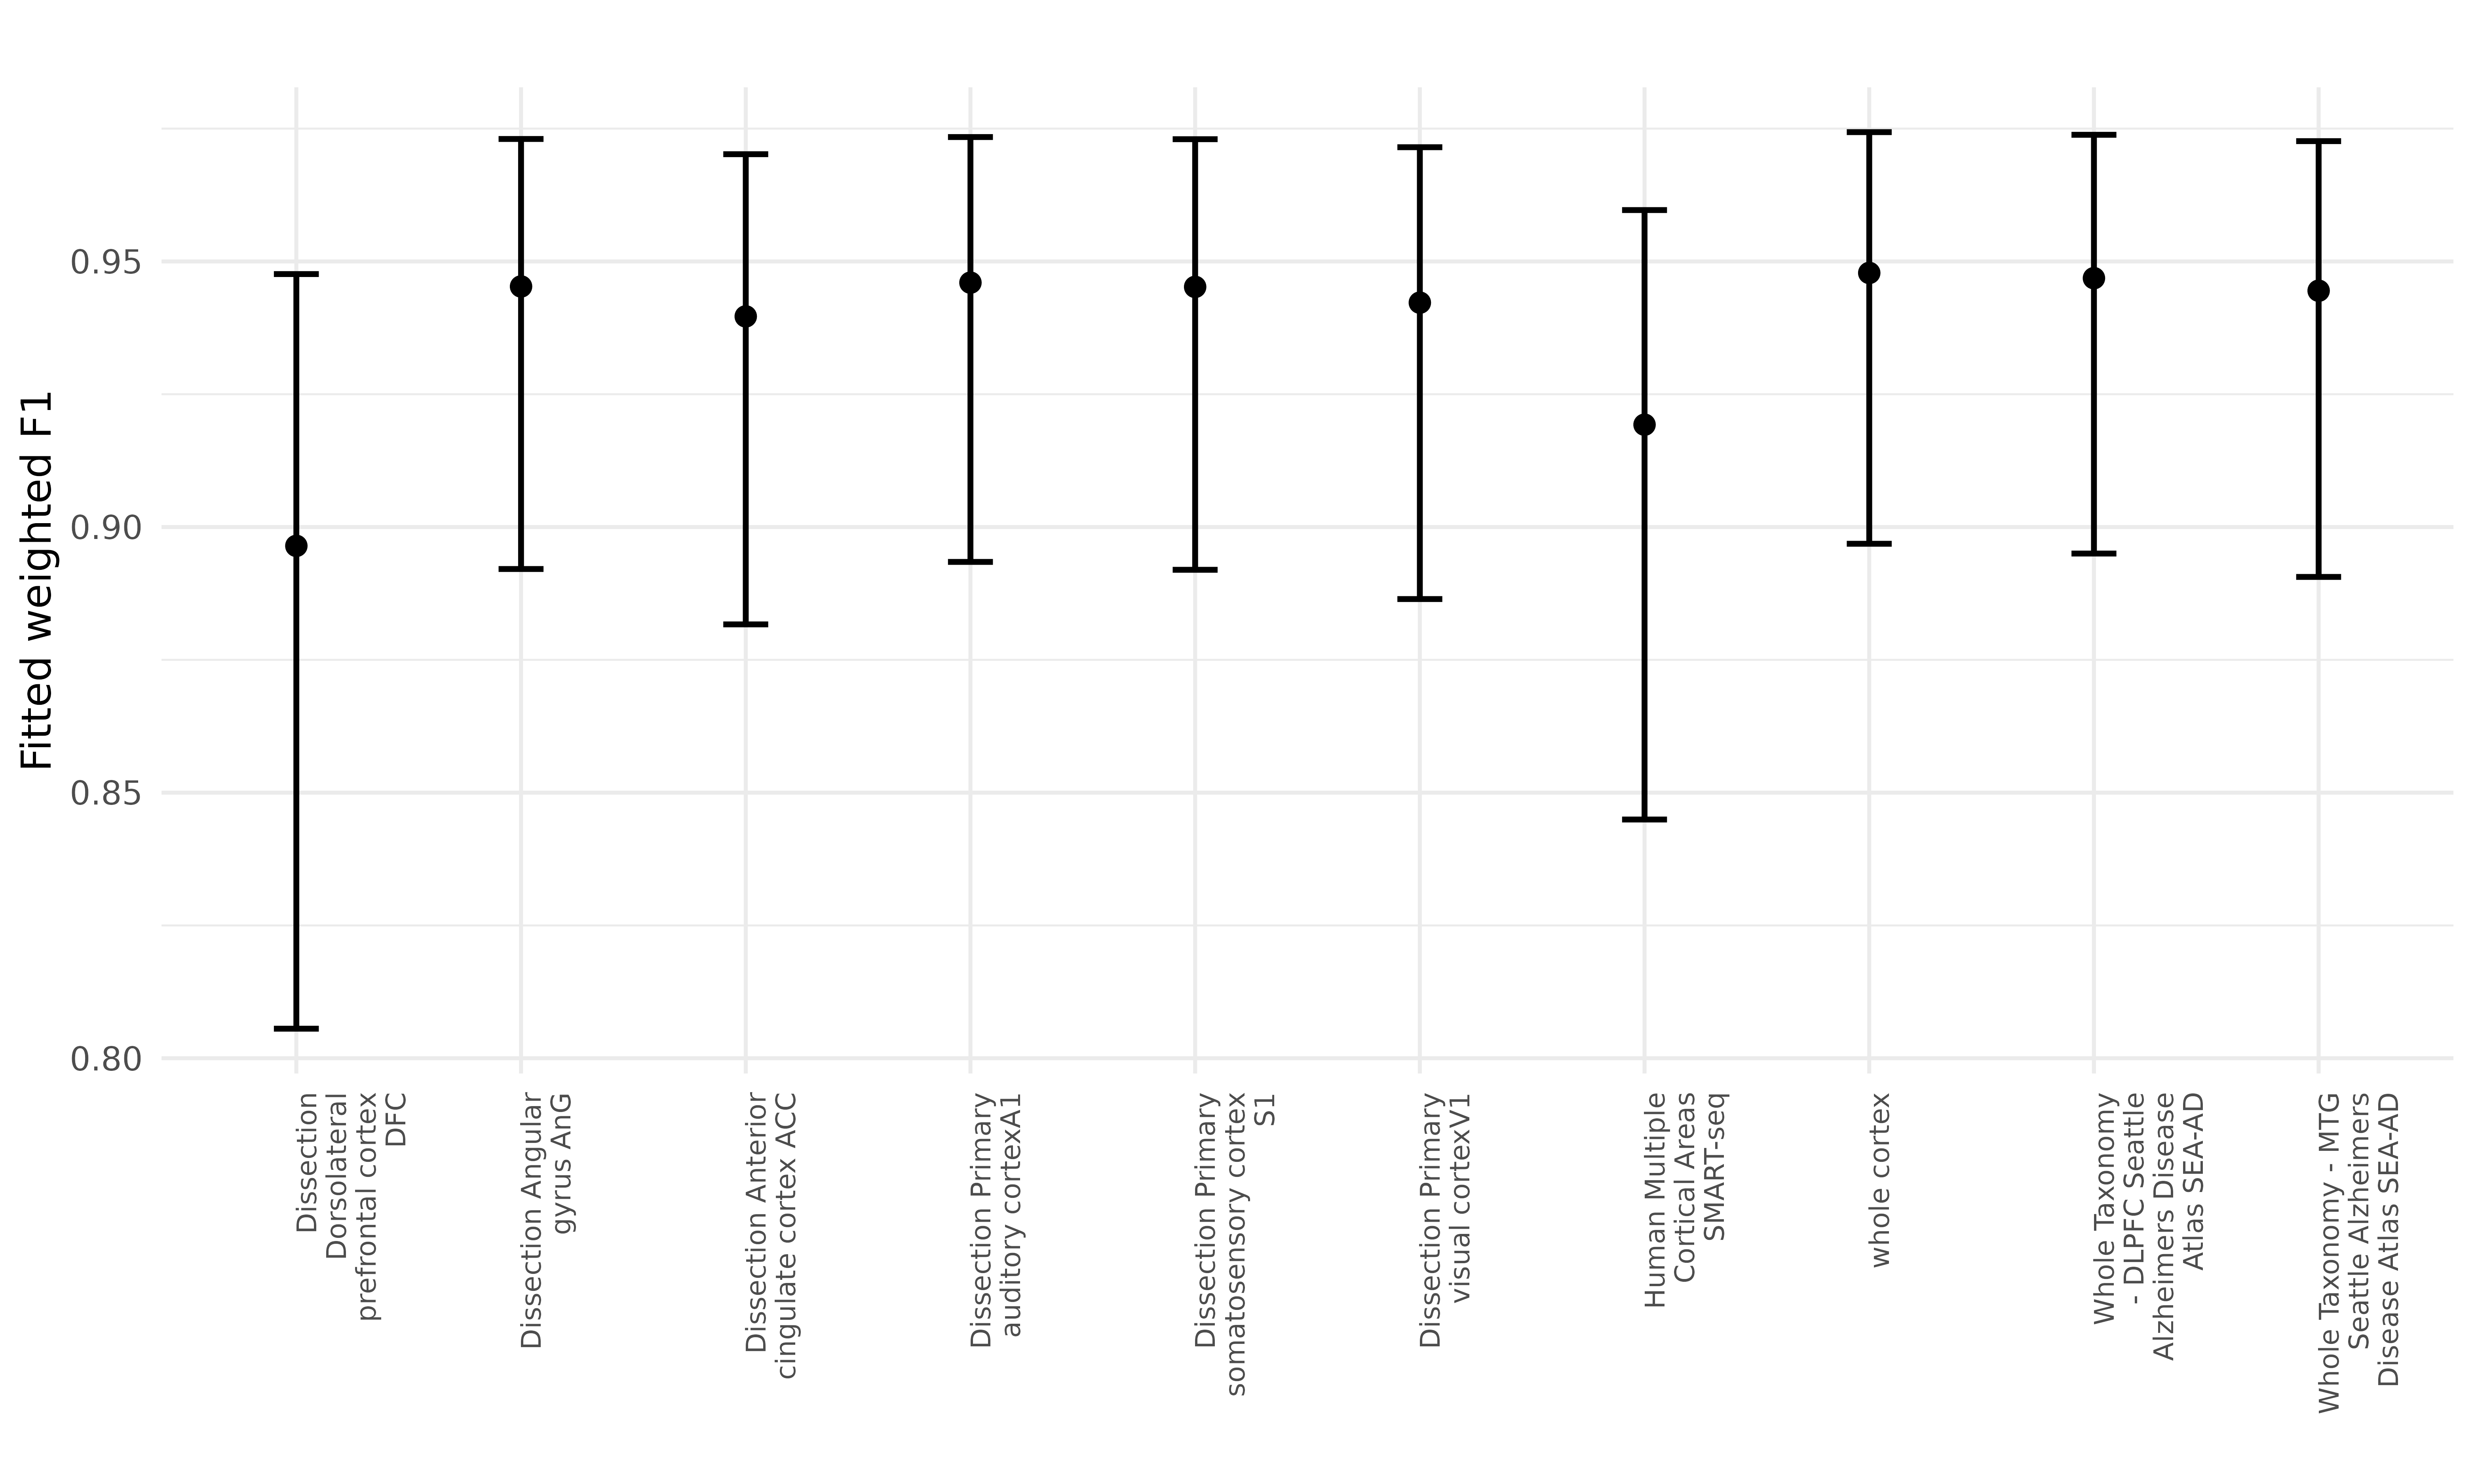 Fitted weighted F1
0.95
0.90
0.85
0.80
Dissection
Dorsolateral
prefrontal cortex
DFC
Dissection Angular
gyrus AnG
Dissection Anterior
cingulate cortex ACC
Dissection Primary
auditory cortexA1
Dissection Primary
somatosensory cortex
S1
Dissection Primary
visual cortexV1
Human Multiple
Cortical Areas
SMART-seq
whole cortex
Whole Taxonomy
- DLPFC Seattle
Alzheimers Disease
Atlas SEA-AD
Whole Taxonomy - MTG
Seattle Alzheimers
Disease Atlas SEA-AD